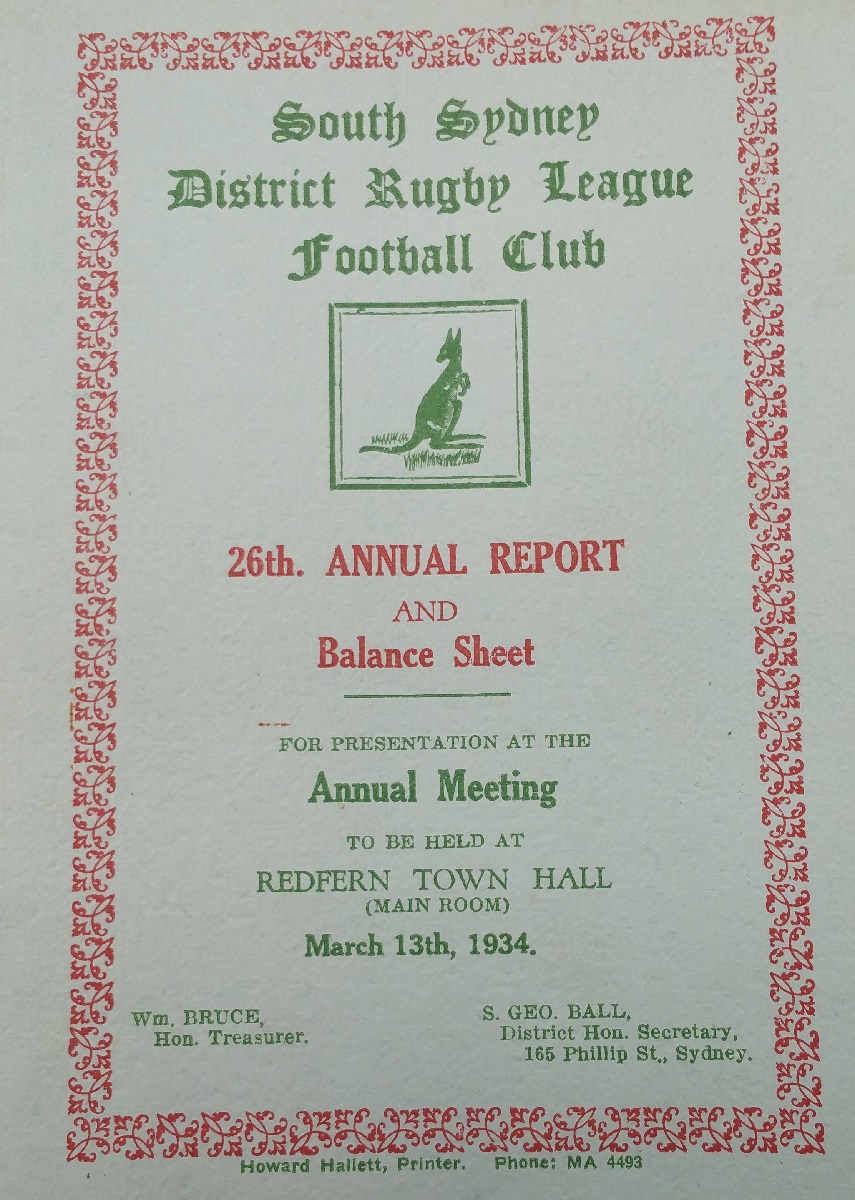 South Sydney
District Rugby League
Football Club
26th. ANNUAL REPORT
AND
Balance Sheet
FOR PRESENTATION AT THE
Annual Meeting
TO BE HELD AT
REDFERN TOWN HALL
(MAIN ROOM)
March 13th, 1934.
Wm. BRUCE,
Hon. Treasurer.
S. GEO. BALL,
District Hon. Secretary,
165 Phillip St., Sydney.
Howard Hallett, Printer. Phone: MA 4493